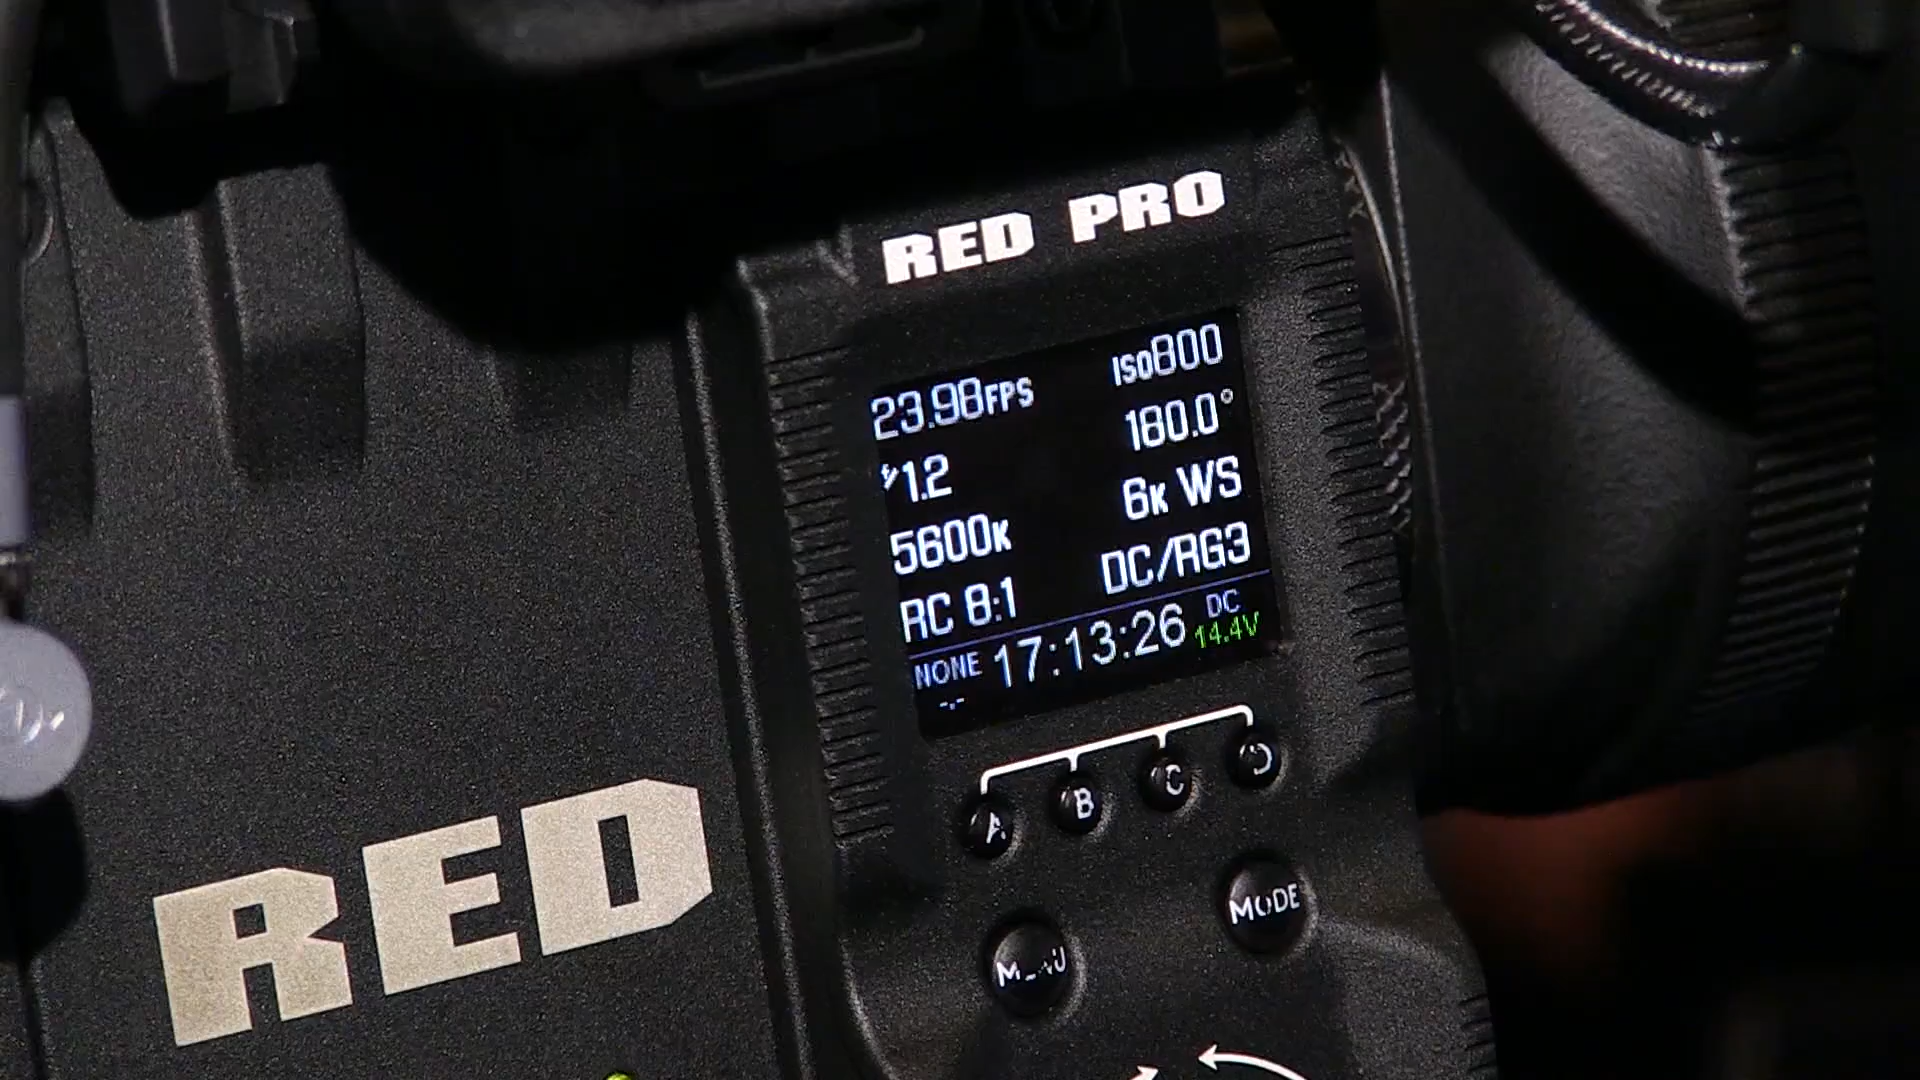 RED PRO
23.98FPS ISO800
180.0°
f/1.2
6K WS
5600K
DC/RG3
RC 8:1
DC
NONE 17:13:26 14.4V
-.-
A B C
MODE
RED